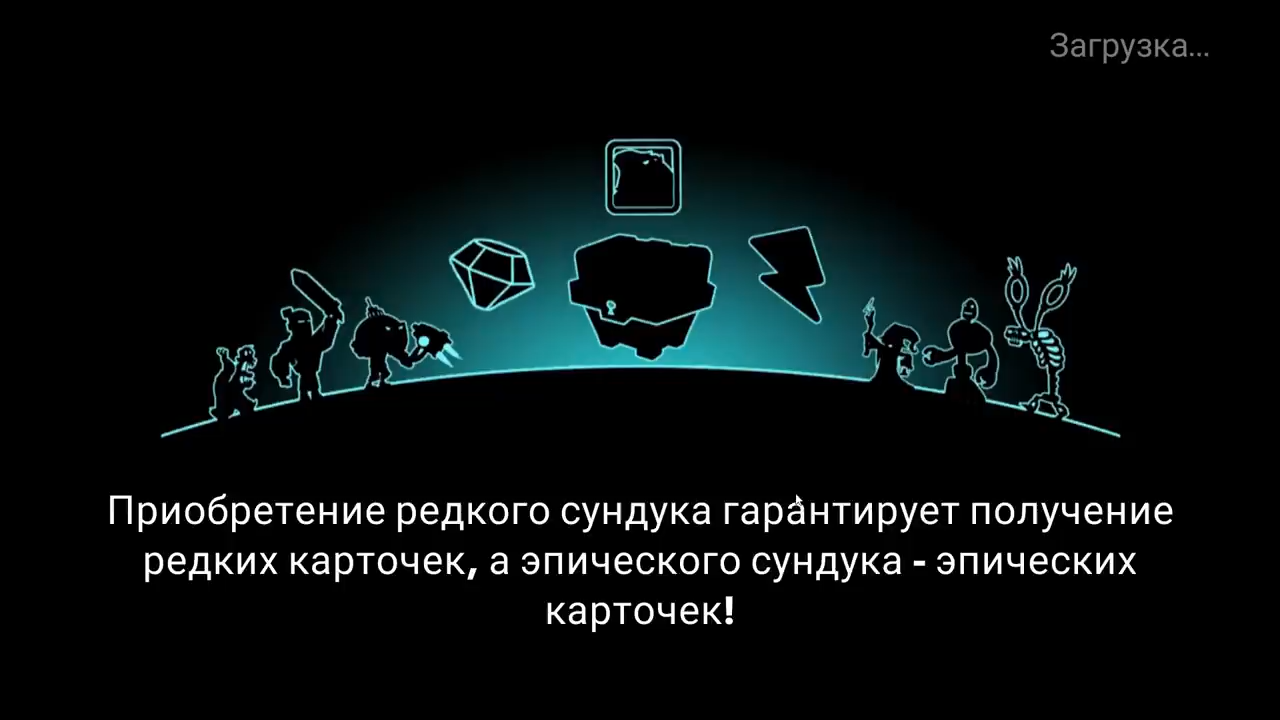 Загрузка...
Приобретение редкого сундука гарантирует получение
редких карточек, а эпического сундука - эпических
карточек!